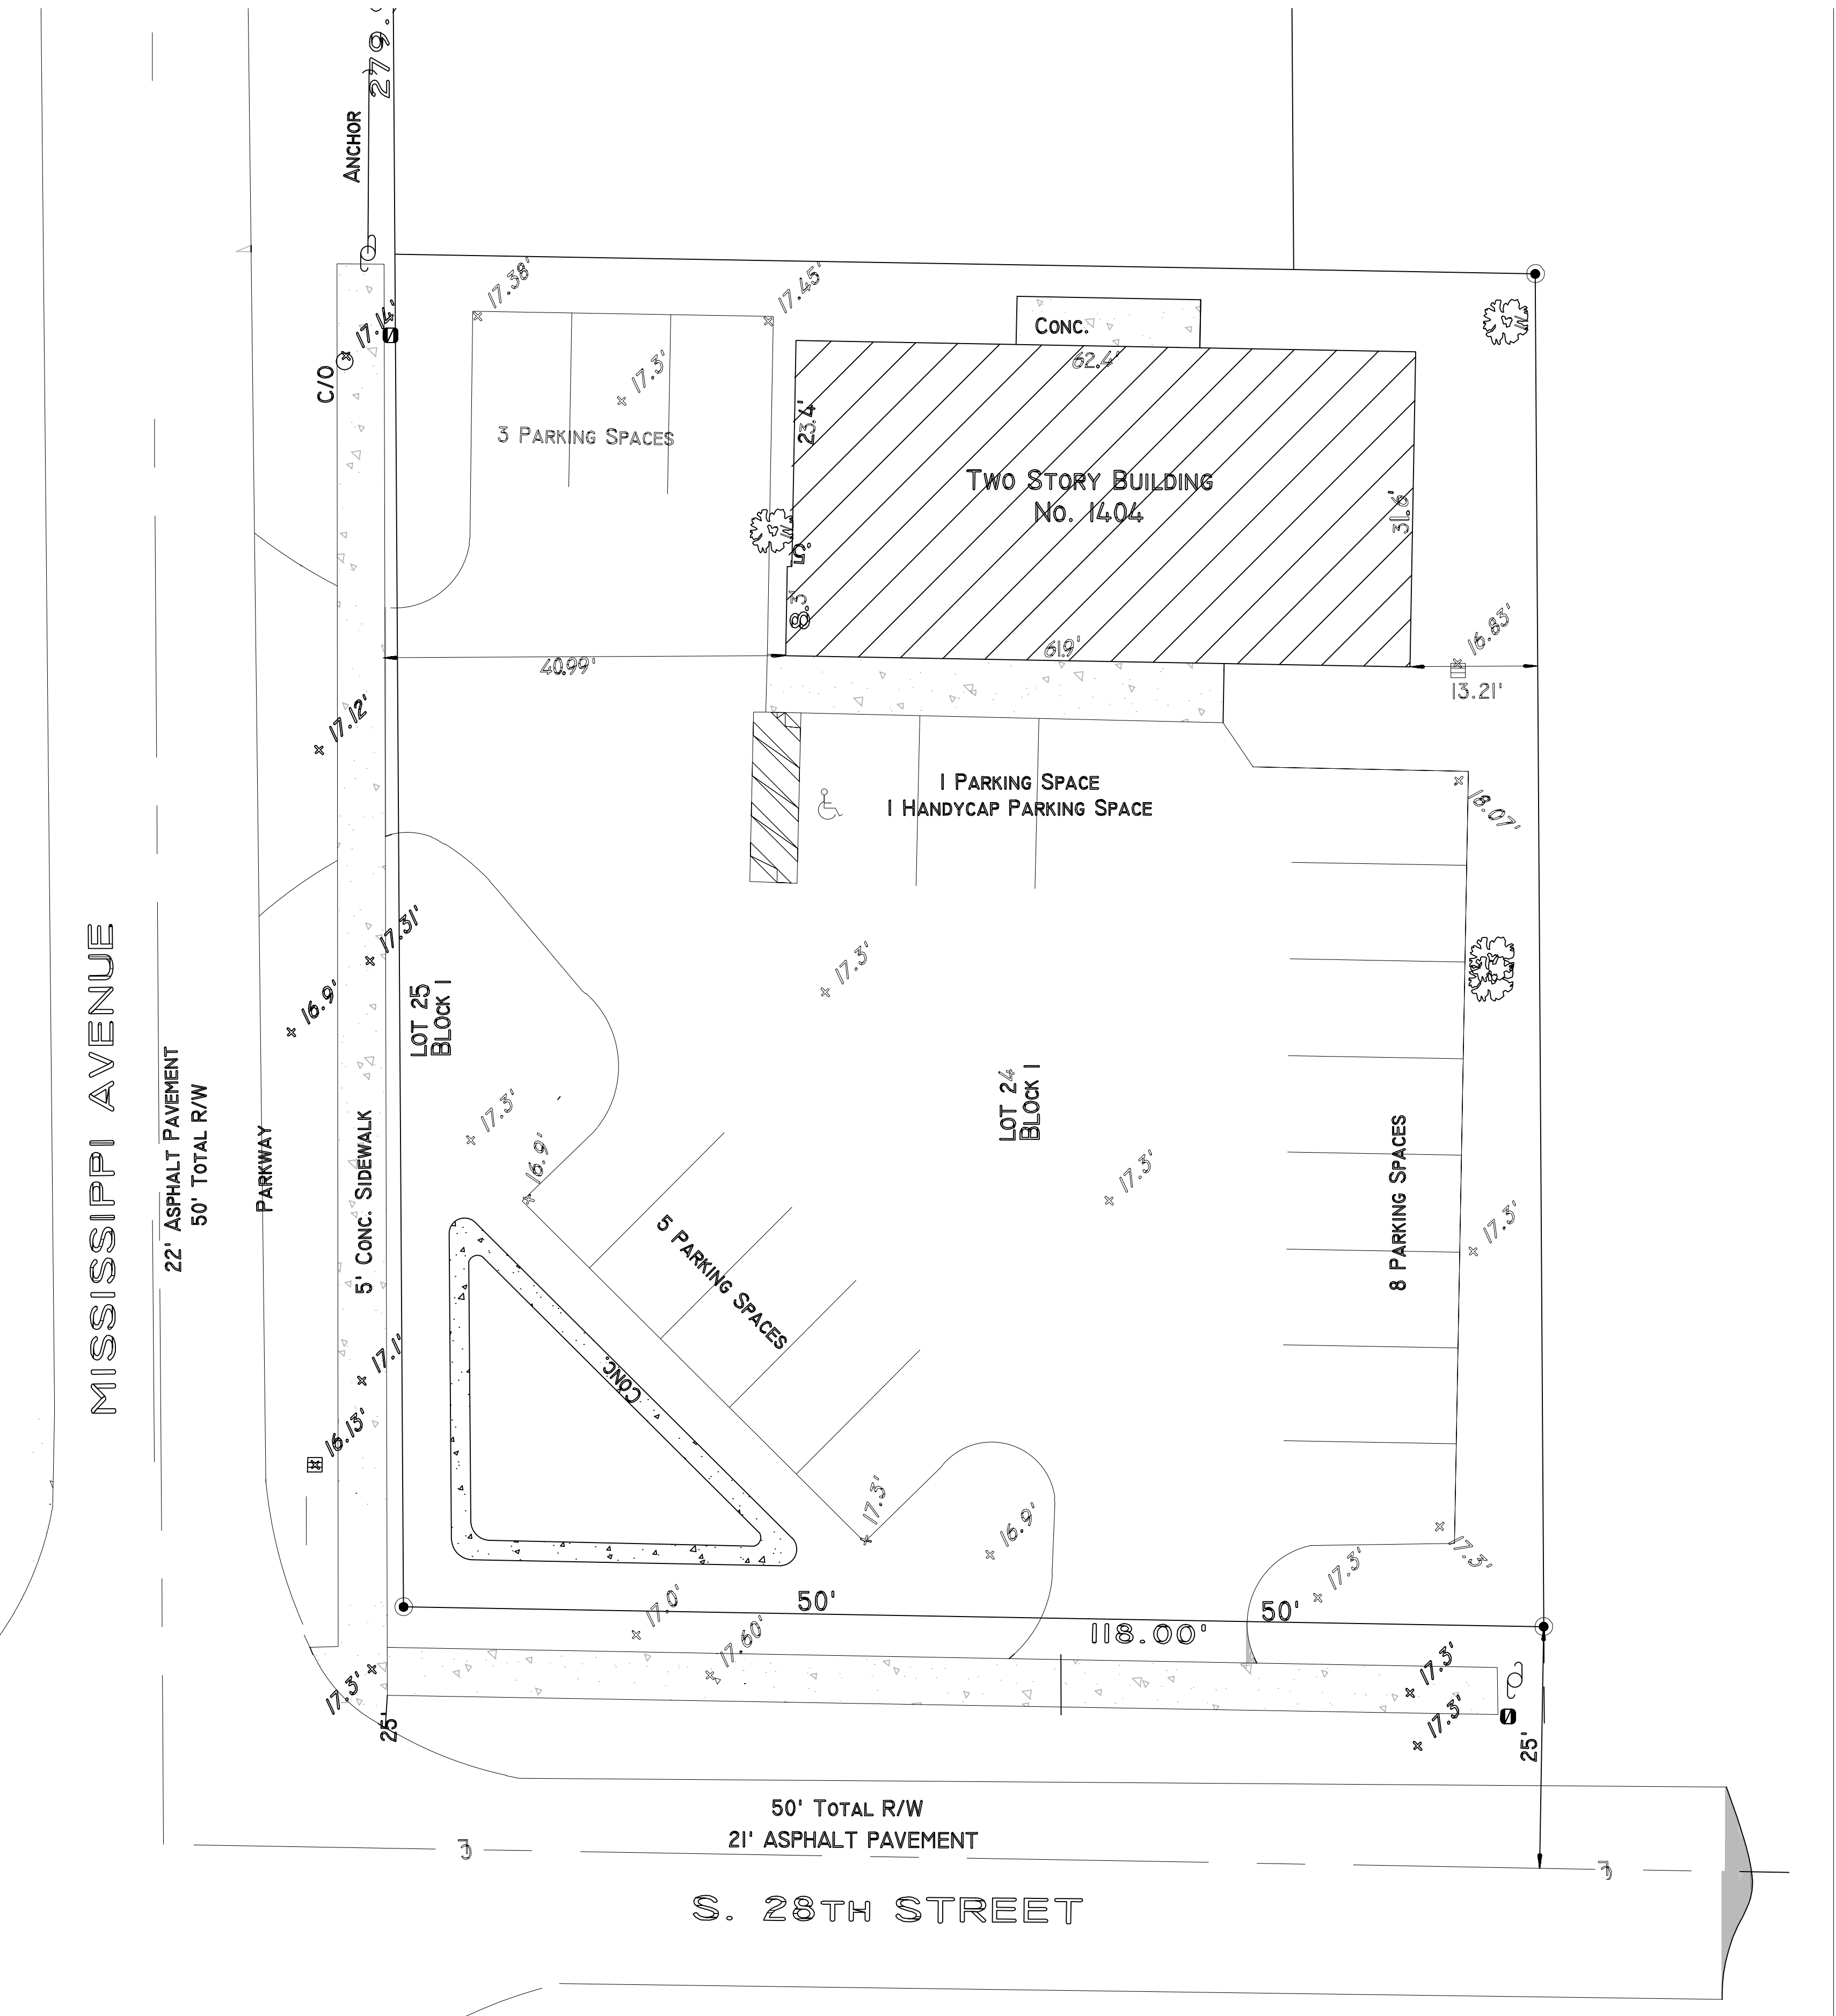 279.
ANCHOR
17.38'
17.45'
17.14'
C/O
CONC.
62.4'
17.3'
3 PARKING SPACES
23.4'
TWO STORY BUILDING
No. 1404
31.6'
.5'
8.3'
16.83'
61.9'
40.99'
13.21'
17.12'
1 PARKING SPACE
1 HANDYCAP PARKING SPACE
18.07'
17.31'
17.3'
16.9'
LOT 25
BLOCK 1
MISSISSIPPI AVENUE
22' ASPHALT PAVEMENT
50' TOTAL R/W
PARKWAY
5' CONC. SIDEWALK
17.3'
16.9'
LOT 24
BLOCK 1
17.3'
8 PARKING SPACES
17.3'
5 PARKING SPACES
CONC.
17.1'
16.13'
17.3'
16.9'
17.3'
17.3'
50'
50'
118.00'
17.0'
17.60'
17.3'
17.3'
17.3'
25'
25'
50' TOTAL R/W
21' ASPHALT PAVEMENT
S. 28TH STREET